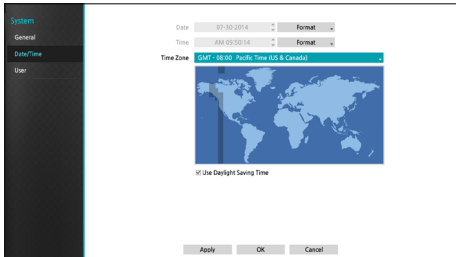 System
General
Date/Time
User
Date 07-30-2014 Format
Time AM 09:50:14 Format
Time Zone GMT - 08:00 Pacific Time (US & Canada)
Use Daylight Saving Time
Apply OK Cancel